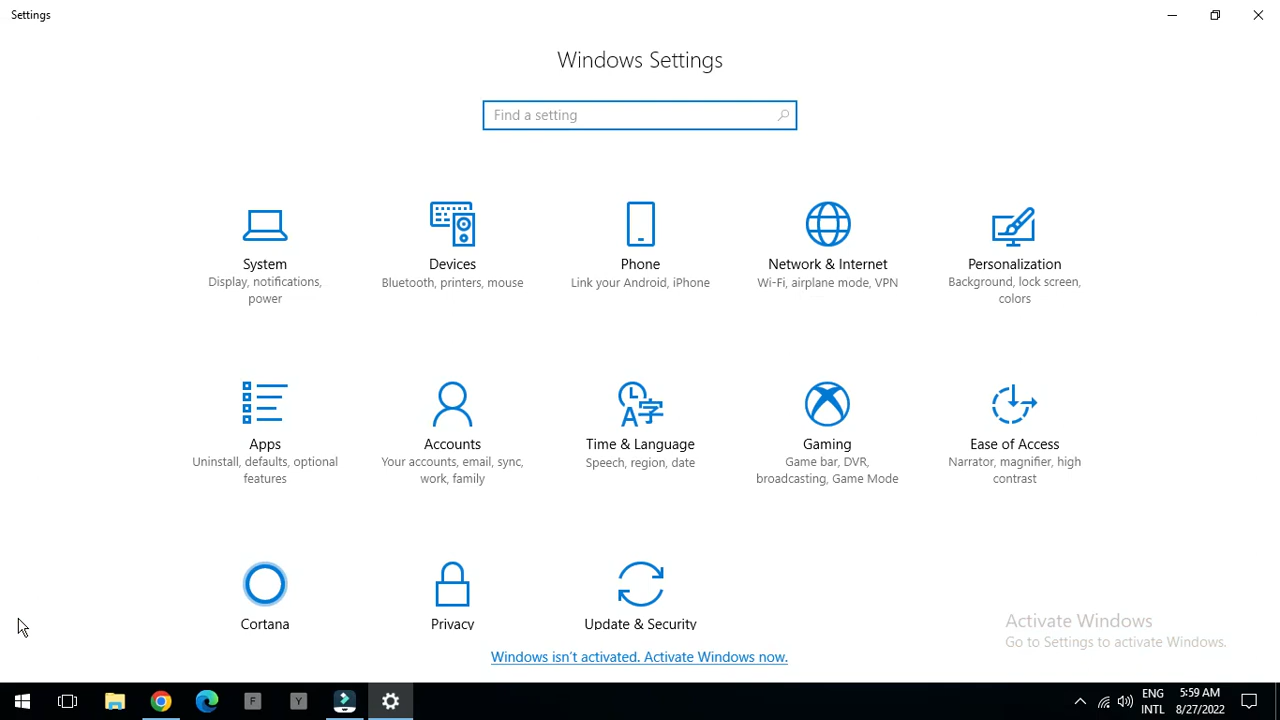 Settings
Windows Settings
Find a setting
System
Display, notifications,
power
Devices
Bluetooth, printers, mouse
Phone
Link your Android, iPhone
Network & Internet
Wi-Fi, airplane mode, VPN
Personalization
Background, lock screen,
colors
Apps
Uninstall, defaults, optional
features
Accounts
Your accounts, email, sync,
work, family
Time & Language
Speech, region, date
Gaming
Game bar, DVR,
broadcasting, Game Mode
Ease of Access
Narrator, magnifier, high
contrast
Cortana
Privacy
Update & Security
Windows isn't activated. Activate Windows now.
Activate Windows
Go to Settings to activate Windows.
F
Y
ENG
INTL
5:59 AM
8/27/2022